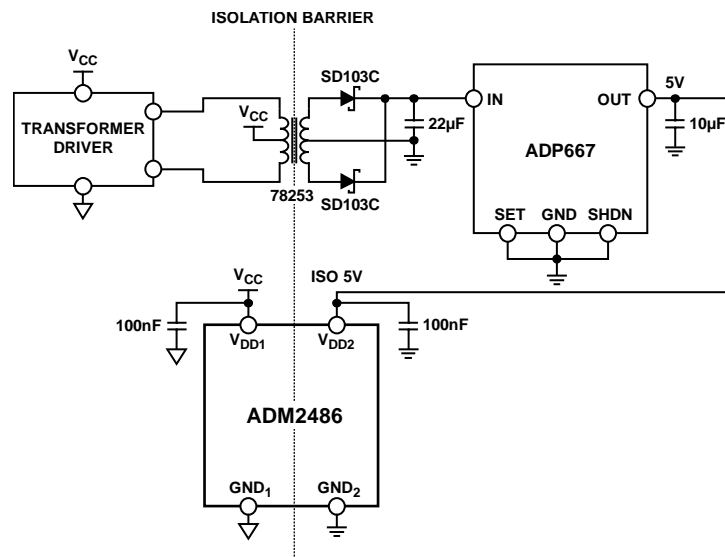 ISOLATION BARRIER
VCC
TRANSFORMER
DRIVER
VCC
78253
SD103C
SD103C
22µF
IN
OUT
ADP667
SET
GND
SHDN
5V
10µF
VCC
ISO 5V
100nF
100nF
VDD1
VDD2
ADM2486
GND1
GND2